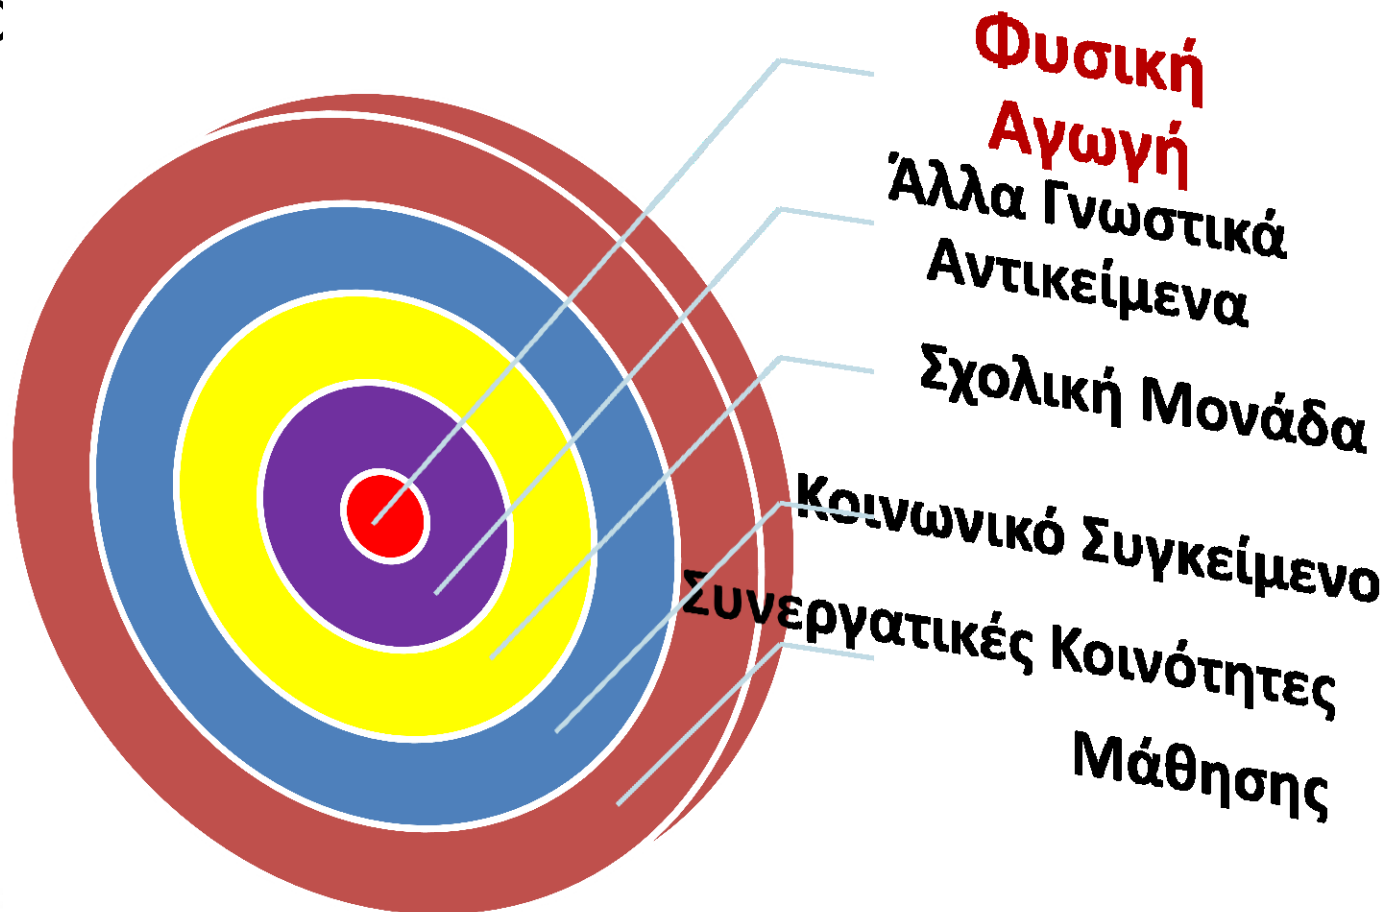 Φυσική
Αγωγή
Άλλα Γνωστικά
Αντικείμενα
Σχολική Μονάδα
Κοινωνικό Συγκείμενο
Συνεργατικές Κοινότητες
Μάθησης